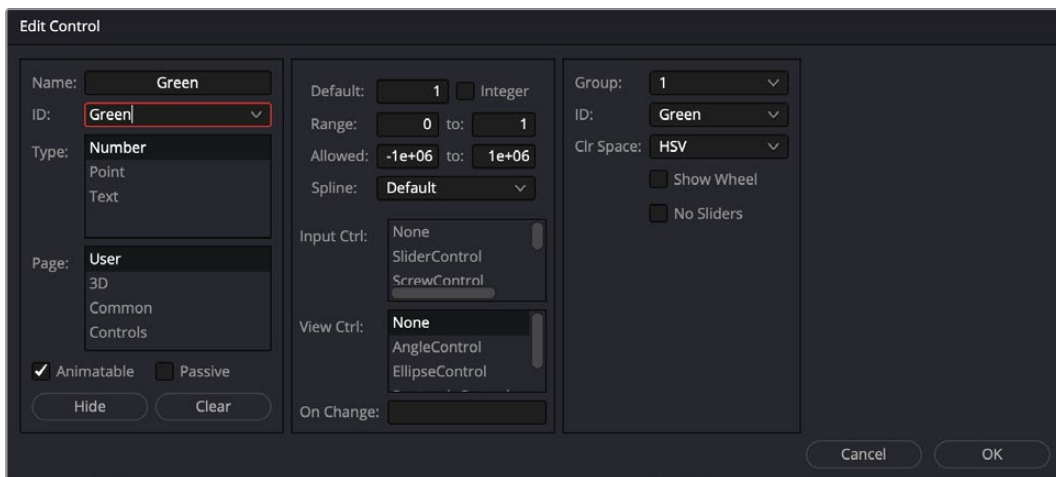 Edit Control
Name: Green
ID: Green
Type: Number
Point
Text
Page: User
3D
Common
Controls
Animatable Passive
Hide Clear
Default: 1 Integer
Range: 0 to: 1
Allowed: -1e+06 to: 1e+06
Spline: Default
Input Ctrl: None
SliderControl
ScrewControl
View Ctrl: None
AngleControl
EllipseControl
On Change:
Group: 1
ID: Green
Clr Space: HSV
Show Wheel
No Sliders
Cancel OK